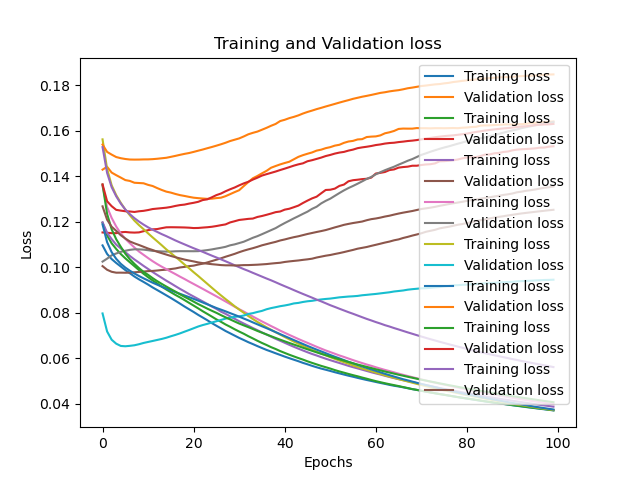 Training and Validation loss
Loss
0.18
0.16
0.14
0.12
0.10
0.08
0.06
0.04
Training loss
Validation loss
Training loss
Validation loss
Training loss
Validation loss
Training loss
Validation loss
Training loss
Validation loss
Training loss
Validation loss
Training loss
Validation loss
Training loss
Validation loss
0 20 40 60 80 100
Epochs